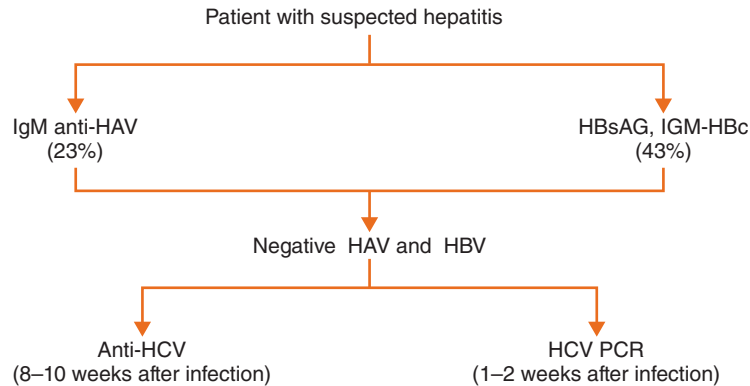 Patient with suspected hepatitis
IgM anti-HAV
(23%)
HBsAG, IGM-HBc
(43%)
Negative HAV and HBV
Anti-HCV
(8–10 weeks after infection)
HCV PCR
(1–2 weeks after infection)